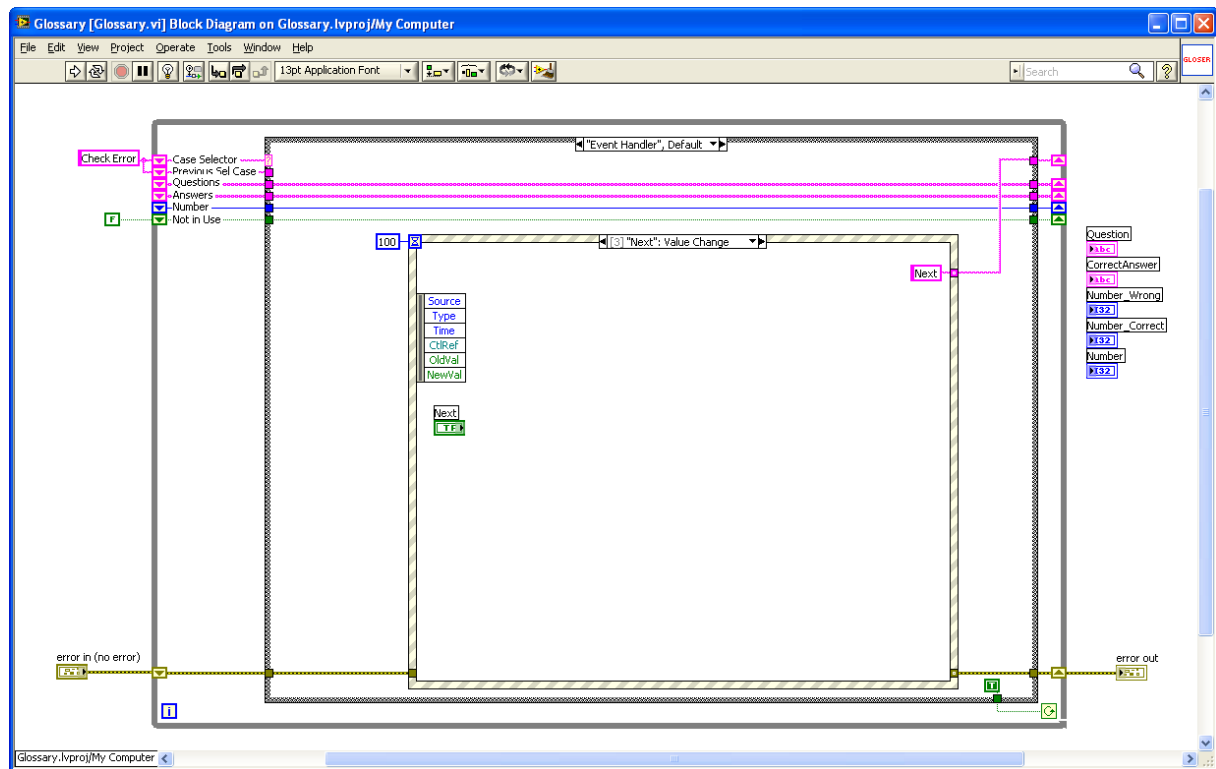 Glossary [Glossary.vi] Block Diagram on Glossary.lvproj/My Computer
File Edit View Project Operate Tools Window Help
13pt Application Font
Search
GLOSER
"Event Handler", Default
Check Error
Case Selector
Previous Sel Case
Questions
Answers
Number
Not in Use
F
100
[3] "Next": Value Change
Next
Source
Type
Time
CtlRef
OldVal
NewVal
Next
TF
Question
abc
CorrectAnswer
abc
Number_Wrong
I32
Number_Correct
I32
Number
I32
error in (no error)
error out
T
i
Glossary.lvproj/My Computer